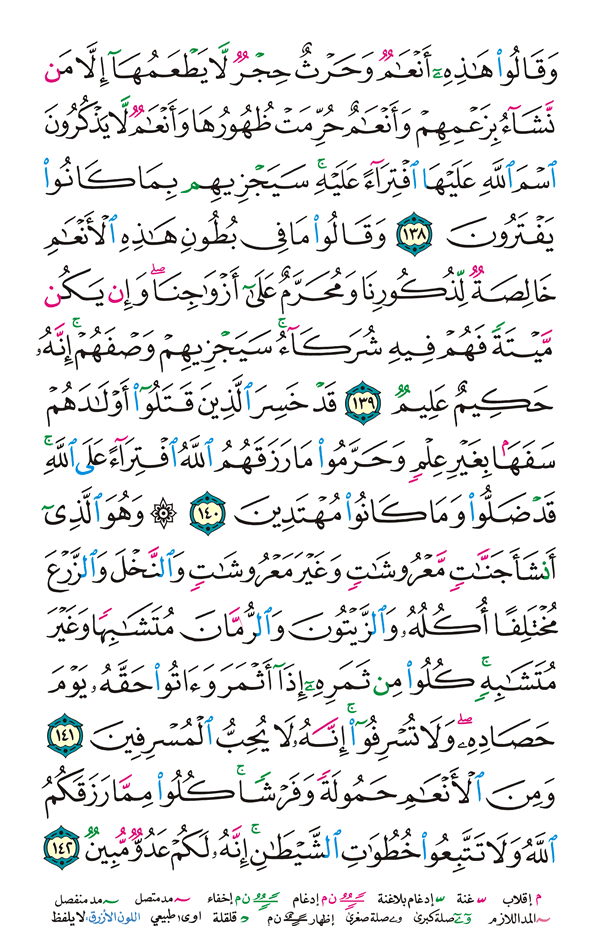 وَقَالُوا۟ هَـٰذِهِۦٓ أَنْعَـٰمٌ وَحَرْثٌ حِجْرٌ لَّا يَطْعَمُهَآ إِلَّا مَن
نَّشَآءُ بِزَعْمِهِمْ وَأَنْعَـٰمٌ حُرِّمَتْ ظُهُورُهَا وَأَنْعَـٰمٌ لَّا يَذْكُرُونَ
ٱسْمَ ٱللَّهِ عَلَيْهَا ٱفْتِرَآءً عَلَيْهِ ۚ سَيَجْزِيهِم بِمَا كَانُوا۟
يَفْتَرُونَ ١٣٨ وَقَالُوا۟ مَا فِى بُطُونِ هَـٰذِهِ ٱلْأَنْعَـٰمِ
خَالِصَةٌ لِّذُكُورِنَا وَمُحَرَّمٌ عَلَىٰٓ أَزْوَٰجِنَا ۖ وَإِن يَكُن
مَّيْتَةً فَهُمْ فِيهِ شُرَكَآءُ ۚ سَيَجْزِيهِمْ وَصْفَهُمْ ۚ إِنَّهُۥ
حَكِيمٌ عَلِيمٌ ١٣٩ قَدْ خَسِرَ ٱلَّذِينَ قَتَلُوٓا۟ أَوْلَـٰدَهُمْ
سَفَهًۢا بِغَيْرِ عِلْمٍ وَحَرَّمُوا۟ مَا رَزَقَهُمُ ٱللَّهُ ٱفْتِرَآءً عَلَى ٱللَّهِ ۚ
قَدْ ضَلُّوا۟ وَمَا كَانُوا۟ مُهْتَدِينَ ١٤٠ ۞ وَهُوَ ٱلَّذِىٓ
أَنشَأَ جَنَّـٰتٍ مَّعْرُوشَـٰتٍ وَغَيْرَ مَعْرُوشَـٰتٍ وَٱلنَّخْلَ وَٱلزَّرْعَ
مُخْتَلِفًا أُكُلُهُۥ وَٱلزَّيْتُونَ وَٱلرُّمَّانَ مُتَشَـٰبِهًا وَغَيْرَ
مُتَشَـٰبِهٍ ۚ كُلُوا۟ مِن ثَمَرِهِۦٓ إِذَآ أَثْمَرَ وَءَاتُوا۟ حَقَّهُۥ يَوْمَ
حَصَادِهِۦ ۖ وَلَا تُسْرِفُوٓا۟ ۚ إِنَّهُۥ لَا يُحِبُّ ٱلْمُسْرِفِينَ ١٤١
وَمِنَ ٱلْأَنْعَـٰمِ حَمُولَةً وَفَرْشًا ۚ كُلُوا۟ مِمَّا رَزَقَكُمُ
ٱللَّهُ وَلَا تَتَّبِعُوا۟ خُطُوَٰتِ ٱلشَّيْطَـٰنِ ۚ إِنَّهُۥ لَكُمْ عَدُوٌّ مُّبِينٌ ١٤٢
م إقلاب غنة إدغام بلاغنة ن م إدغام ن م إخفاء مد متصل مد منفصل
المد اللازم صلة كبرى صلة صغرى إظهار ن م قلقلة اوى طبيعي اللون الأزرق لا يلفظ